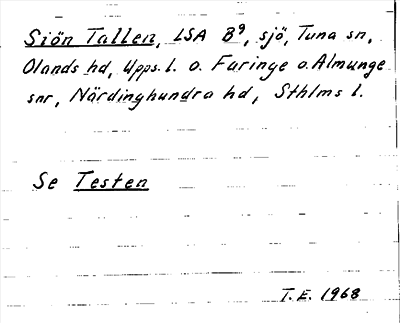 Siön Tallen, LSA B⁹, sjö, Tuna sn,
Olands hd, Upps. l. o. Faringe o. Almunge
snr, Närdinghundra hd, Sthlms l.
Se Testen
T. E. 1968